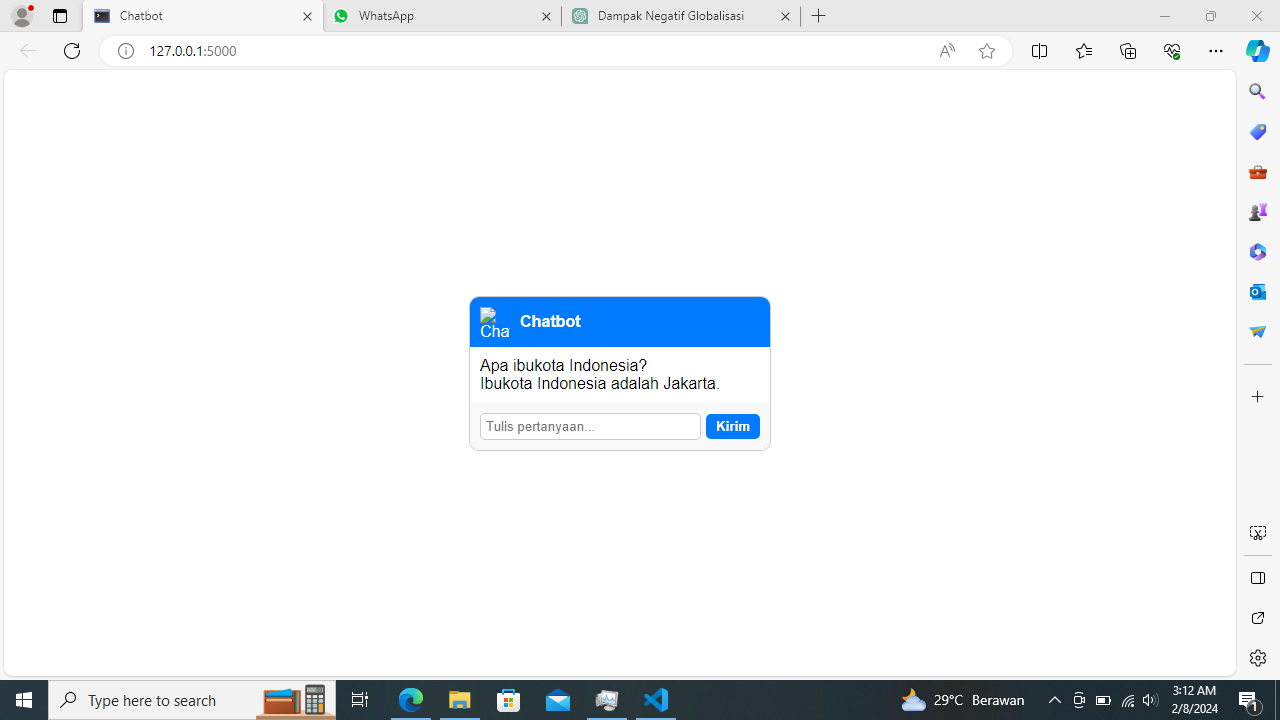 Chatbot
WhatsApp
Dampak Negatif Globalisasi
127.0.0.1:5000
Cha
Chatbot
Apa ibukota Indonesia?
Ibukota Indonesia adalah Jakarta.
Tulis pertanyaan...
Kirim
Type here to search
29°C Berawan
3:12 AM
2/8/2024
1